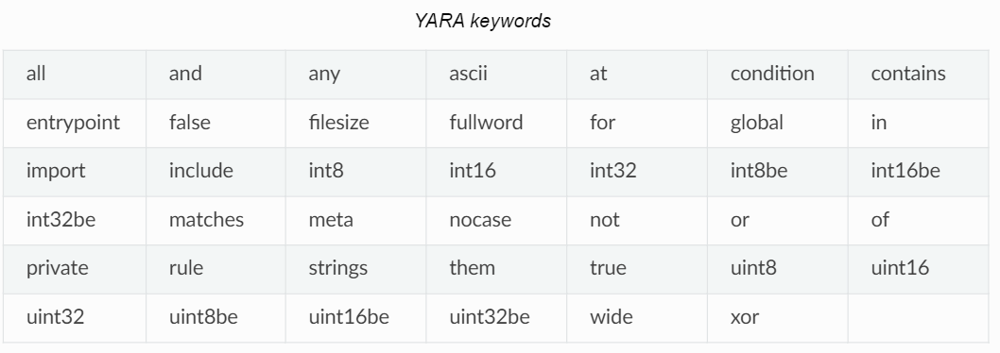 YARA keywords
all and any ascii at condition contains
entrypoint false filesize fullword for global in
import include int8 int16 int32 int8be int16be
int32be matches meta nocase not or of
private rule strings them true uint8 uint16
uint32 uint8be uint16be uint32be wide xor